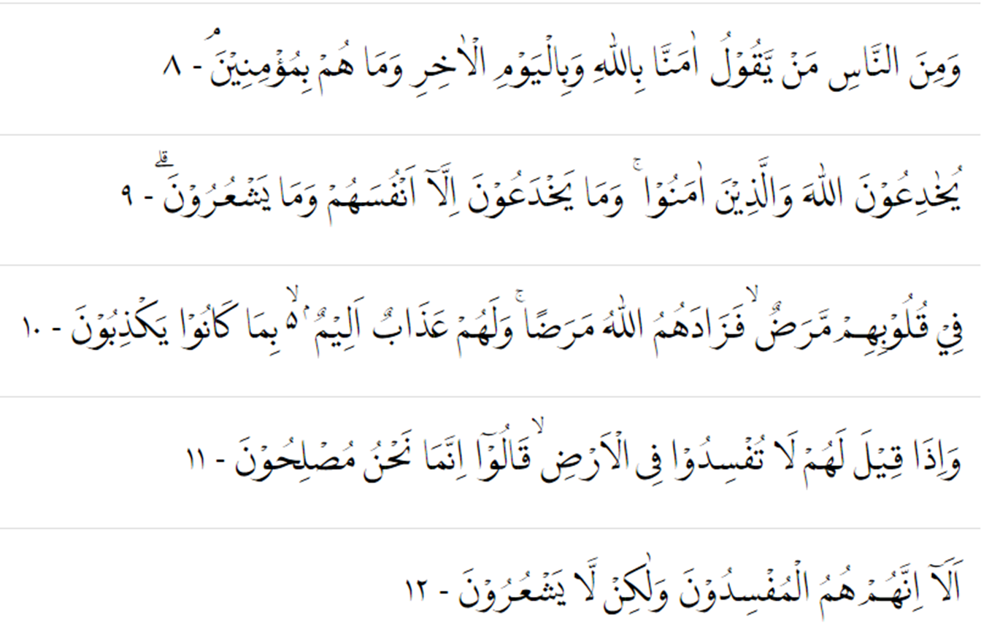 وَمِنَ النَّاسِ مَنْ يَّقُوْلُ اٰمَنَّا بِاللّٰهِ وَبِالْيَوْمِ الْاٰخِرِ وَمَا هُمْ بِمُؤْمِنِيْنَۘ - ٨
يُخٰدِعُوْنَ اللّٰهَ وَالَّذِيْنَ اٰمَنُوْا ۚ وَمَا يَخْدَعُوْنَ اِلَّآ اَنْفُسَهُمْ وَمَا يَشْعُرُوْنَۗ - ٩
فِيْ قُلُوْبِهِمْ مَّرَضٌۙ فَزَادَهُمُ اللّٰهُ مَرَضًاۚ وَلَهُمْ عَذَابٌ اَلِيْمٌ ۢ ەۙ بِمَا كَانُوْا يَكْذِبُوْنَ - ١٠
وَاِذَا قِيْلَ لَهُمْ لَا تُفْسِدُوْا فِى الْاَرْضِۙ قَالُوْٓا اِنَّمَا نَحْنُ مُصْلِحُوْنَ - ١١
اَلَآ اِنَّهُمْ هُمُ الْمُفْسِدُوْنَ وَلٰكِنْ لَّا يَشْعُرُوْنَ - ١٢